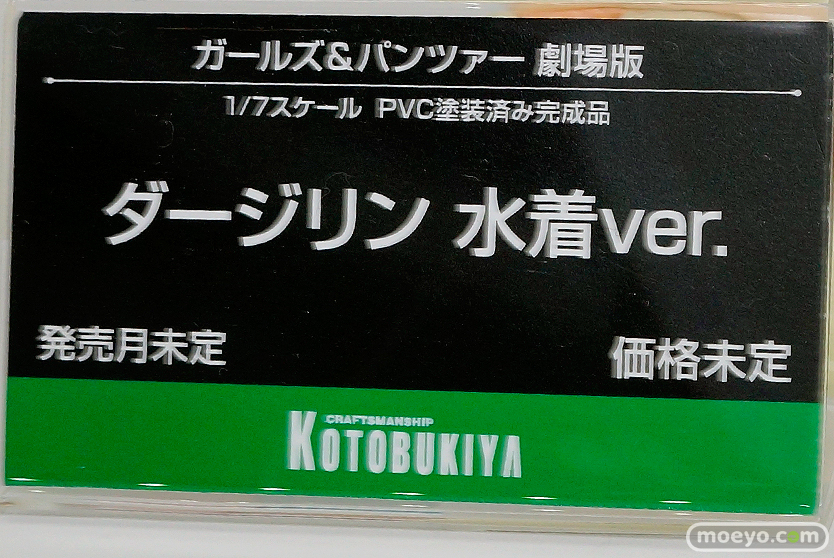 ガールズ&パンツァー 劇場版
1/7スケール PVC塗装済み完成品
ダージリン 水着ver.
発売月未定
価格未定
CRAFTSMANSHIP
KOTOBUKIYA
moeyo.com